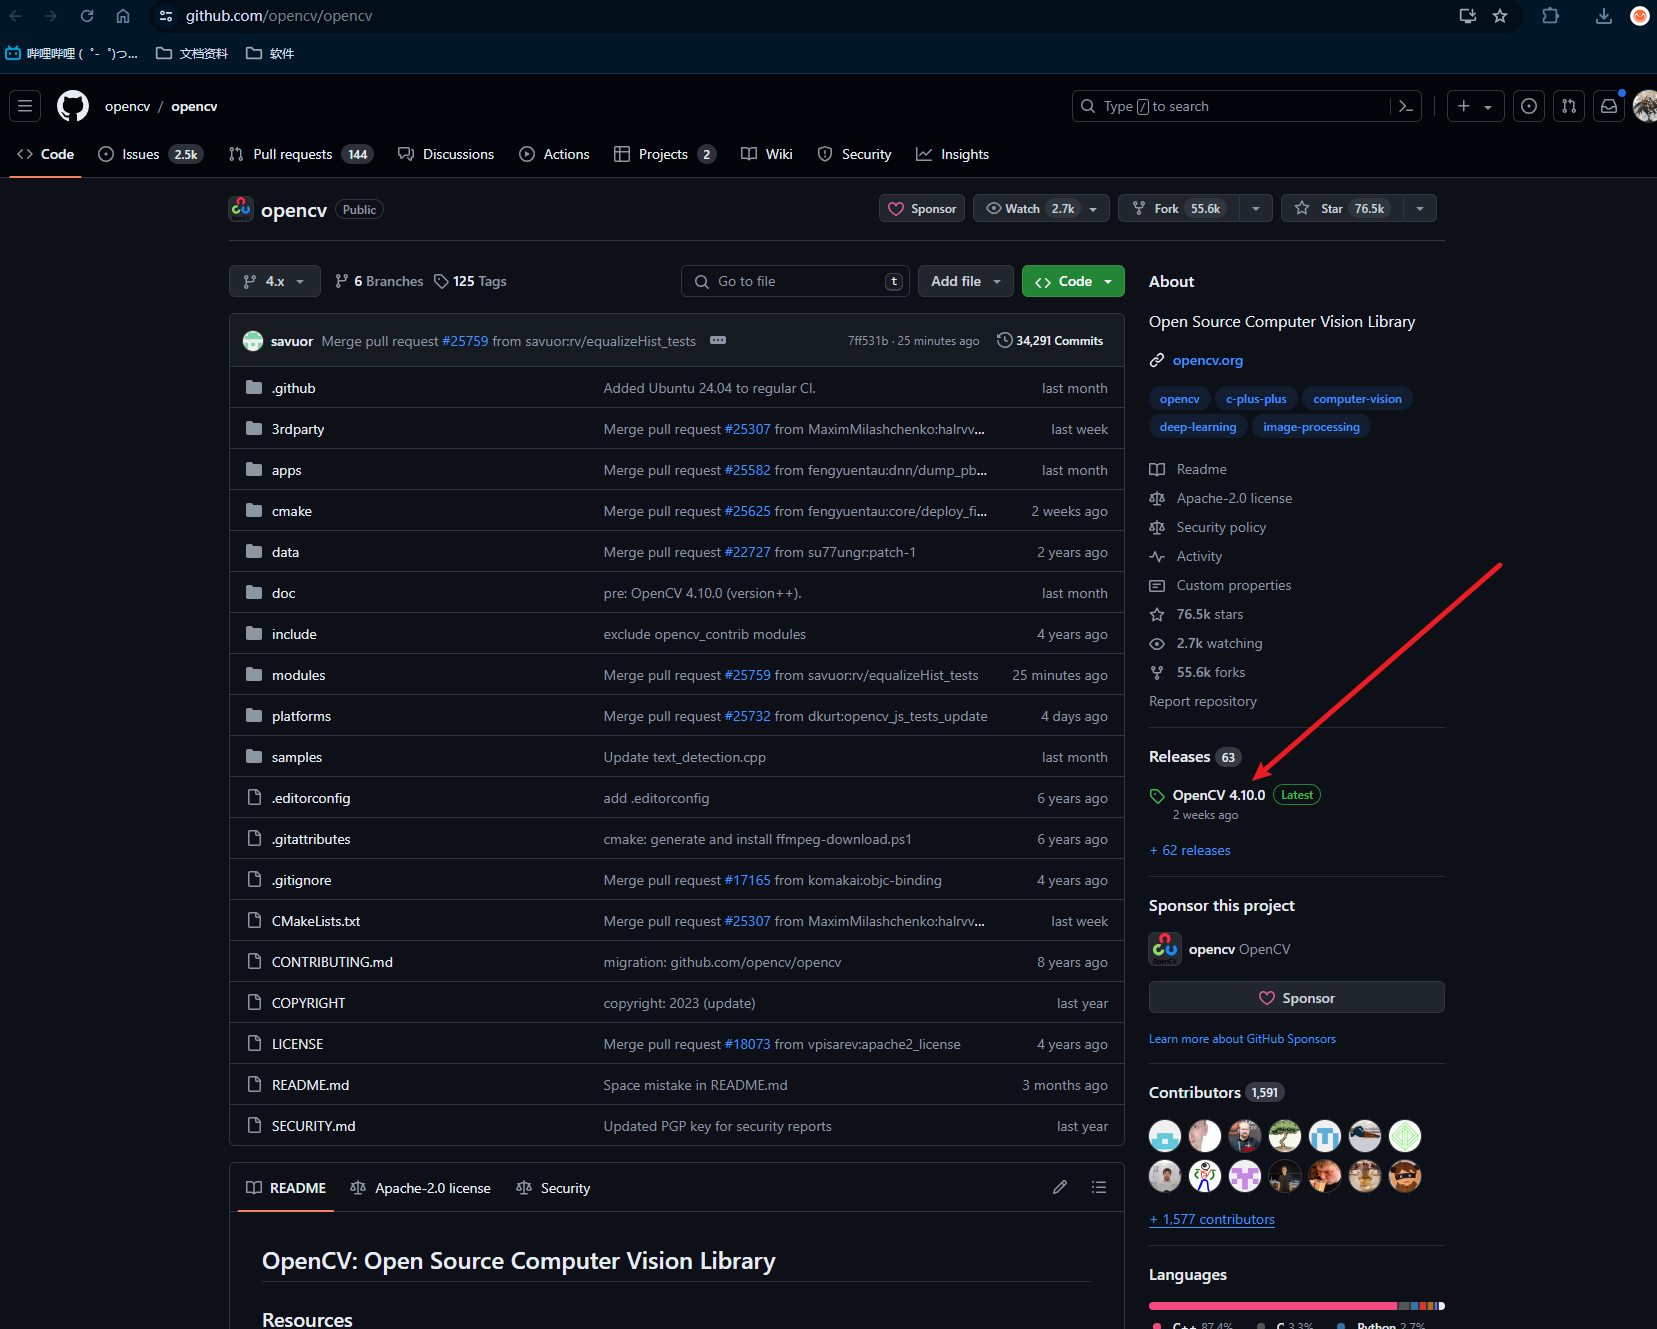 github.com/opencv/opencv
哔哩哔哩 ( ゜- ゜)つ... 文档资料 软件
opencv / opencv Type / to search
Code Issues 2.5k Pull requests 144 Discussions Actions Projects 2 Wiki Security Insights
opencv Public Sponsor Watch 2.7k Fork 55.6k Star 76.5k
4.x 6 Branches 125 Tags Go to file t Add file Code
savuor Merge pull request #25759 from savuor:rv/equalizeHist_tests 7ff531b · 25 minutes ago 34,291 Commits
.github Added Ubuntu 24.04 to regular CI. last month
3rdparty Merge pull request #25307 from MaximMilashchenko:halrvv... last week
apps Merge pull request #25582 from fengyuentau:dnn/dump_pb... last month
cmake Merge pull request #25625 from fengyuentau:core/deploy_fi... 2 weeks ago
data Merge pull request #22727 from su77ungr:patch-1 2 years ago
doc pre: OpenCV 4.10.0 (version++). last month
include exclude opencv_contrib modules 4 years ago
modules Merge pull request #25759 from savuor:rv/equalizeHist_tests 25 minutes ago
platforms Merge pull request #25732 from dkurt:opencv_js_tests_update 4 days ago
samples Update text_detection.cpp last month
.editorconfig add .editorconfig 6 years ago
.gitattributes cmake: generate and install ffmpeg-download.ps1 6 years ago
.gitignore Merge pull request #17165 from komakai:objc-binding 4 years ago
CMakeLists.txt Merge pull request #25307 from MaximMilashchenko:halrvv... last week
CONTRIBUTING.md migration: github.com/opencv/opencv 8 years ago
COPYRIGHT copyright: 2023 (update) last year
LICENSE Merge pull request #18073 from vpisarev:apache2_license 4 years ago
README.md Space mistake in README.md 3 months ago
SECURITY.md Updated PGP key for security reports last year
README Apache-2.0 license Security
OpenCV: Open Source Computer Vision Library
Resources
About
Open Source Computer Vision Library
opencv.org
opencv c-plus-plus computer-vision
deep-learning image-processing
Readme
Apache-2.0 license
Security policy
Activity
Custom properties
76.5k stars
2.7k watching
55.6k forks
Report repository
Releases 63
OpenCV 4.10.0 Latest
2 weeks ago
+ 62 releases
Sponsor this project
opencv OpenCV
Sponsor
Learn more about GitHub Sponsors
Contributors 1,591
+ 1,577 contributors
Languages
C++ 87.4% C 3.3% Python 2.7%